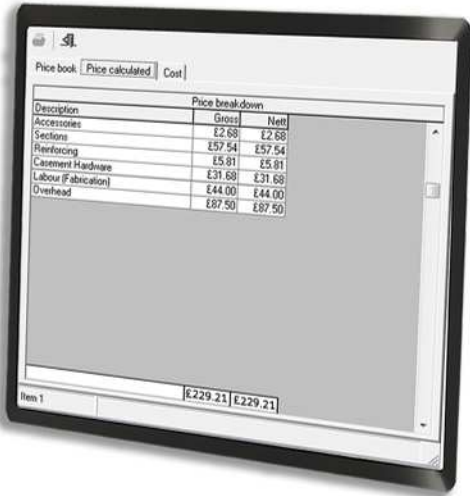 Price book Price calculated Cost
Price breakdown
Description Gross Nett
Accessories £2.68 £2.68
Sections £57.54 £57.54
Reinforcing £5.81 £5.81
Casement Hardware £31.68 £31.68
Labour (Fabrication) £44.00 £44.00
Overhead £87.50 £87.50
£229.21 £229.21
Item 1